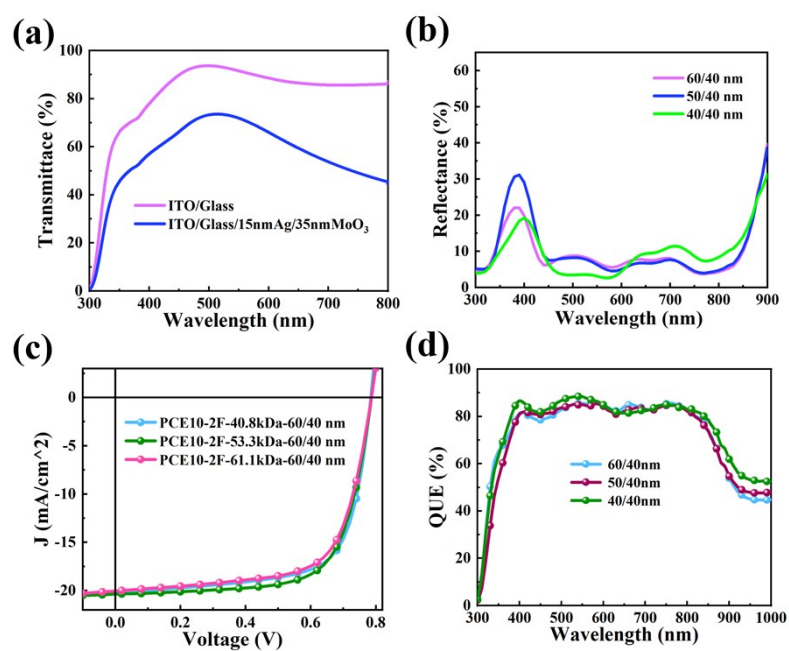 (a)
100
80
60
40
20
0
Transmittace (%)
ITO/Glass
ITO/Glass/15nmAg/35nmMoO₃
300 400 500 600 700 800
Wavelength (nm)
(b)
60
50
40
30
20
10
0
Reflectance (%)
60/40 nm
50/40 nm
40/40 nm
300 400 500 600 700 800 900
Wavelength (nm)
(c)
0
-5
-10
-15
-20
J (mA/cm^2)
PCE10-2F-40.8kDa-60/40 nm
PCE10-2F-53.3kDa-60/40 nm
PCE10-2F-61.1kDa-60/40 nm
0.0 0.2 0.4 0.6 0.8
Voltage (V)
(d)
100
80
60
40
80
0
QUE (%)
60/40nm
50/40nm
40/40nm
300 400 500 600 700 800 900 1000
Wavelength (nm)